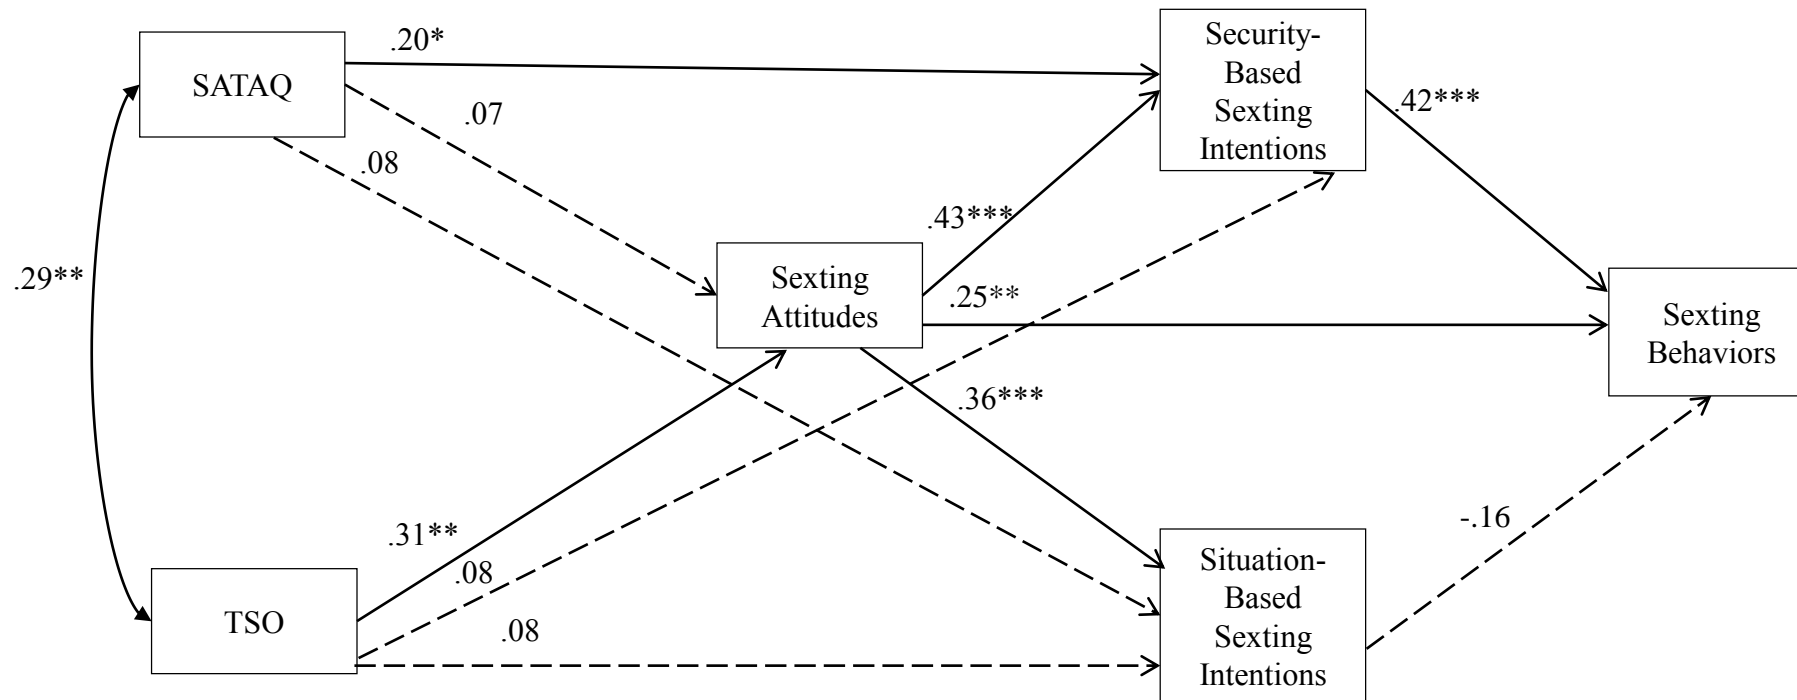 .20*
Security-
Based
Sexting
Intentions
SATAQ
.07
.42***
.08
.43***
.29**
Sexting
Attitudes
.25**
Sexting
Behaviors
.36***
.31**
.08
-.16
TSO
.08
Situation-
Based
Sexting
Intentions